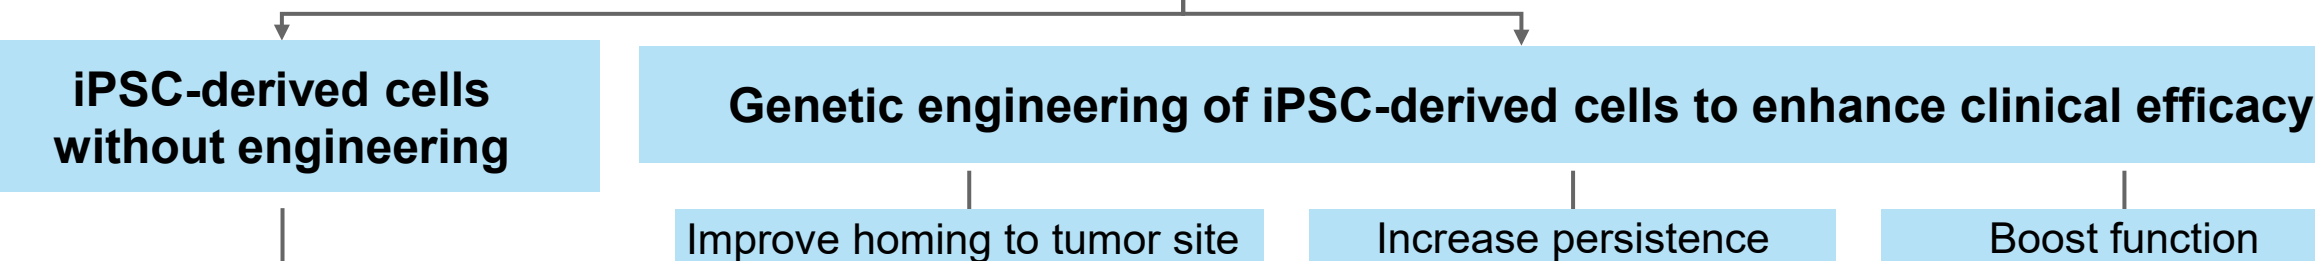 iPSC-derived cells
without engineering
Genetic engineering of iPSC-derived cells to enhance clinical efficacy
Improve homing to tumor site
Increase persistence
Boost function